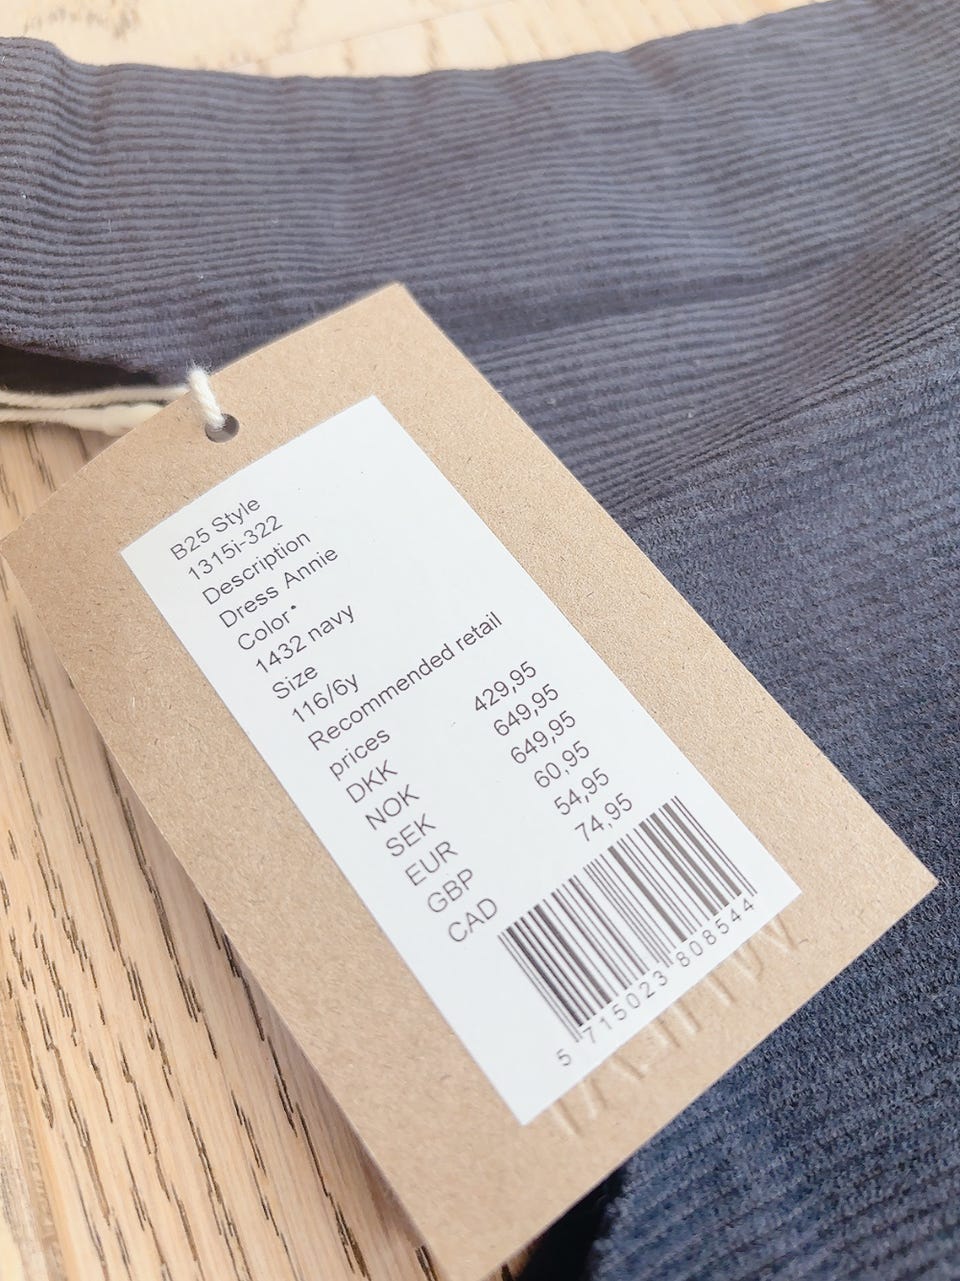 B25 Style
1315i-322
Description
Dress Annie
Color*
1432 navy
Size
116/6y
Recommended retail
prices
DKK 429,95
NOK 649,95
SEK 649,95
EUR 60,95
GBP 54,95
CAD 74,95
5 715023 808544